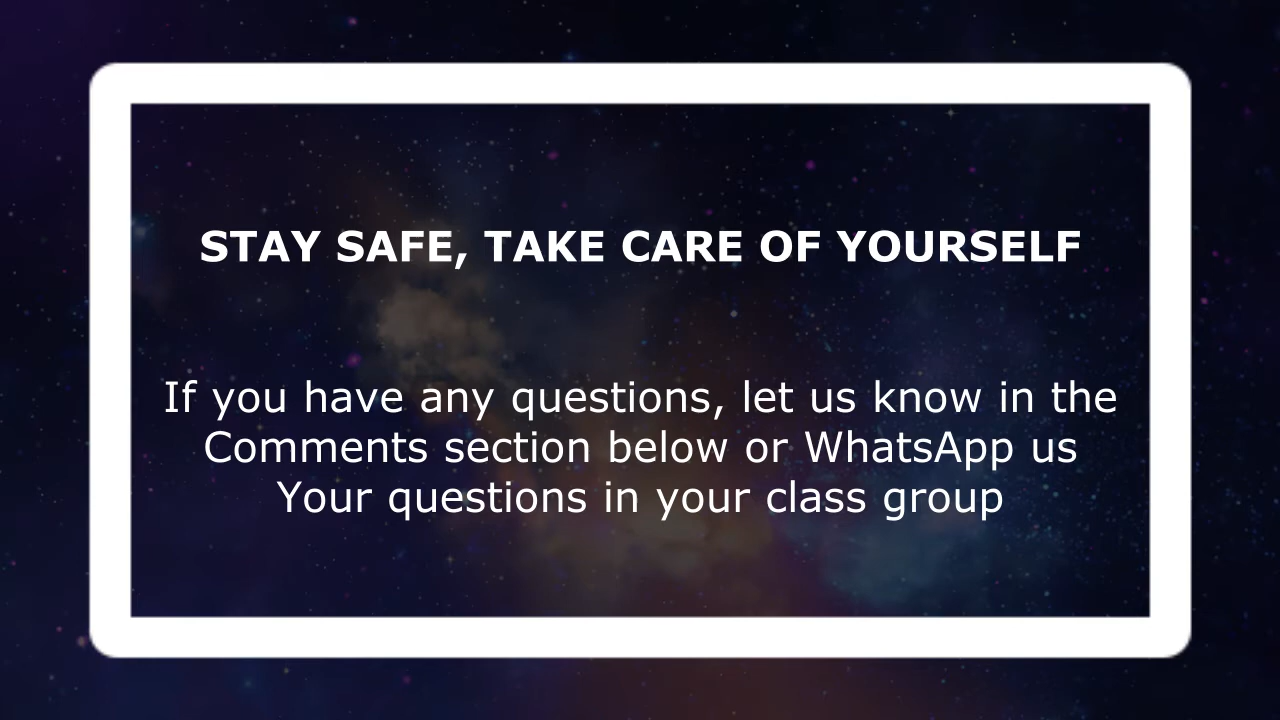 STAY SAFE, TAKE CARE OF YOURSELF
If you have any questions, let us know in the
Comments section below or WhatsApp us
Your questions in your class group